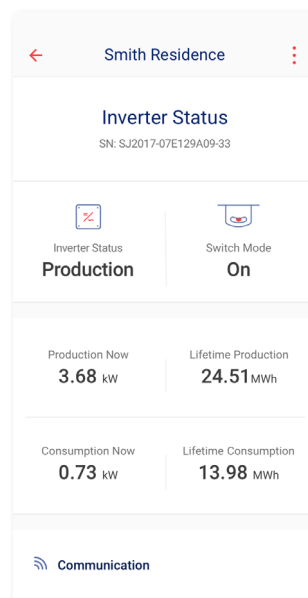 Smith Residence
Inverter Status
SN: SJ2017-07E129A09-33
Inverter Status
Production
Switch Mode
On
Production Now
3.68 kW
Lifetime Production
24.51 MWh
Consumption Now
0.73 kW
Lifetime Consumption
13.98 MWh
Communication